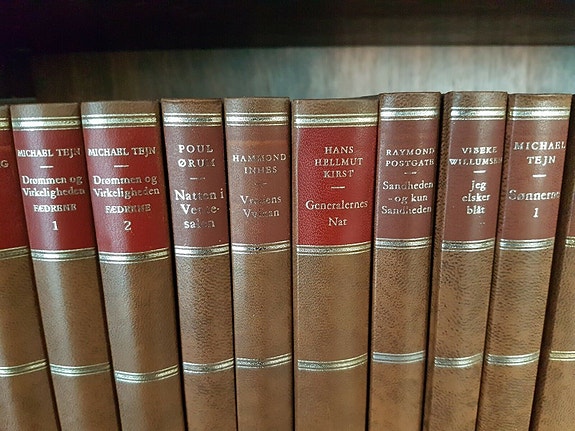 G
MICHAEL TEJN
Drømmen og
Virkeligheden
FÆDRENE
1
MICHAEL TEJN
Drømmen og
Virkeligheden
FÆDRENE
2
POUL
ØRUM
Natten i
Vente-
salen
HAMMOND
INNES
Vredens
Vulkan
HANS
HELLMUT
KIRST
Generalernes
Nat
RAYMOND
POSTGATE
Sandheden
- og kun
Sandheden
VIBEKE
WILLUMSEN
Jeg
elsker
blåt
MICHAEL
TEJN
Sønnerne
1